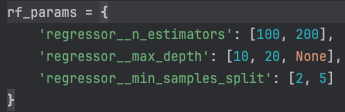 rf_params = {
    'regressor__n_estimators': [100, 200],
    'regressor__max_depth': [10, 20, None],
    'regressor__min_samples_split': [2, 5]
}